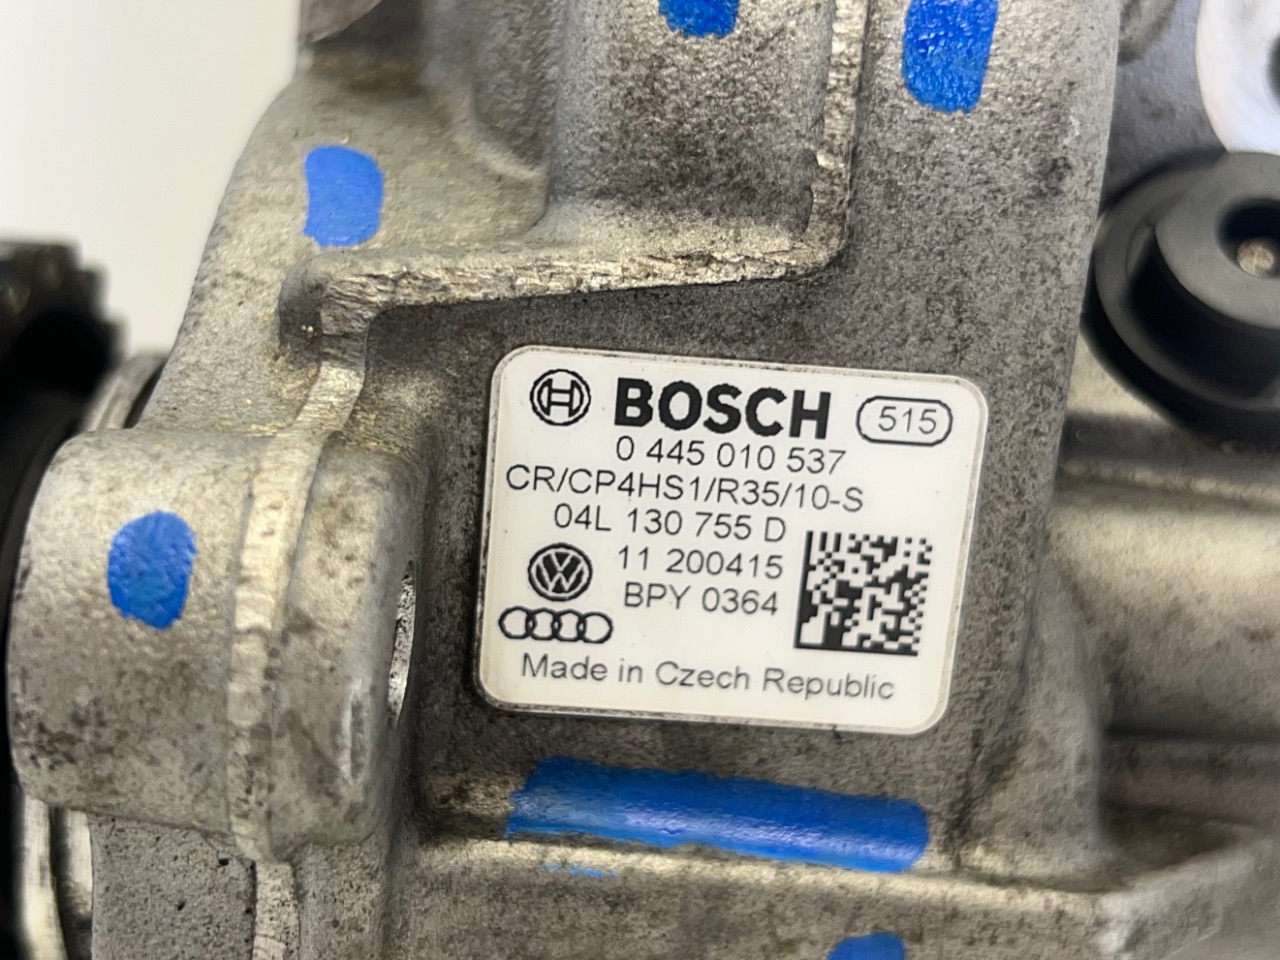 BOSCH 515
0 445 010 537
CR/CP4HS1/R35/10-S
04L 130 755 D
11 200415
BPY 0364
Made in Czech Republic